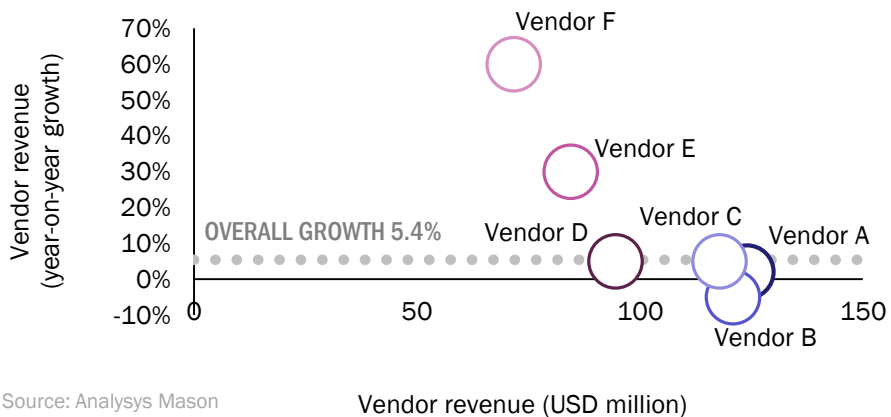 Vendor revenue
(year-on-year growth)
70%
60%
50%
40%
30%
20%
10%
0%
-10%
Vendor F
Vendor E
OVERALL GROWTH 5.4%
Vendor D
Vendor C
Vendor A
Vendor B
0
50
100
150
Vendor revenue (USD million)
Source: Analysys Mason